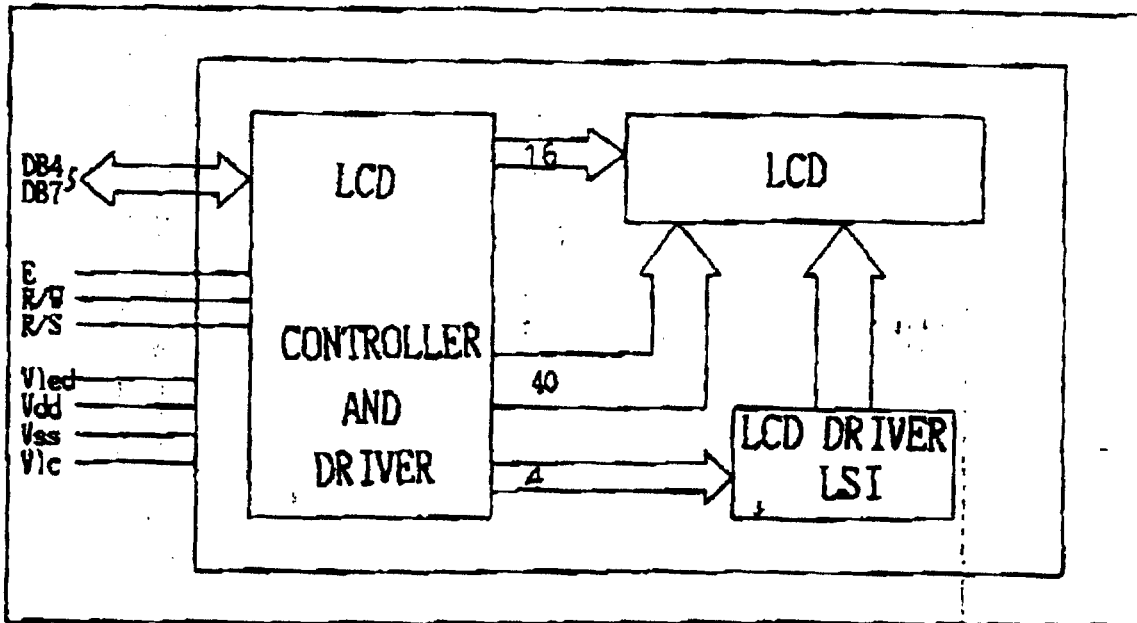 DB4
DB7
E
R/W
R/S
Vled
Vdd
Vss
Vlc
LCD
CONTROLLER
AND
DRIVER
16
40
4
LCD
LCD DRIVER
LSI